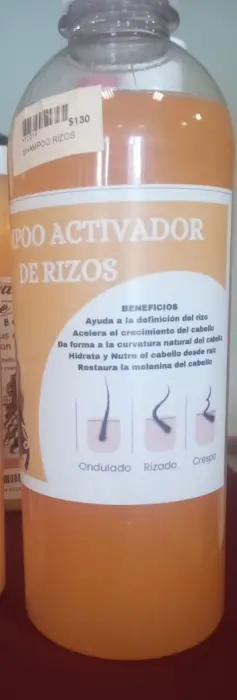 $130
SHAMPOO RIZOS
POO ACTIVADOR
DE RIZOS
BENEFICIOS
Ayuda a la definición del rizo
Acelera el crecimiento del cabello
Da forma a la curvatura natural del cabello
Hidrata y Nutre el cabello desde raiz
Restaura la melanina del cabello
Ondulado Rizado Crespo